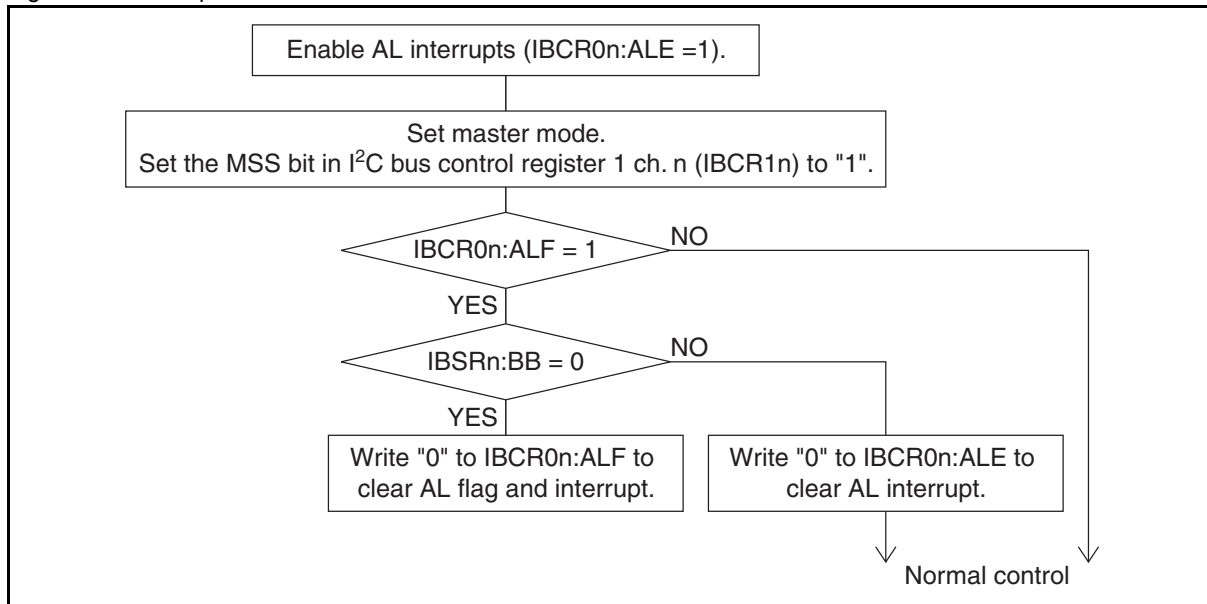 Enable AL interrupts (IBCR0n:ALE =1).
Set master mode.
Set the MSS bit in I²C bus control register 1 ch. n (IBCR1n) to "1".
IBCR0n:ALF = 1
NO
YES
IBSRn:BB = 0
NO
YES
Write "0" to IBCR0n:ALF to
clear AL flag and interrupt.
Write "0" to IBCR0n:ALE to
clear AL interrupt.
Normal control